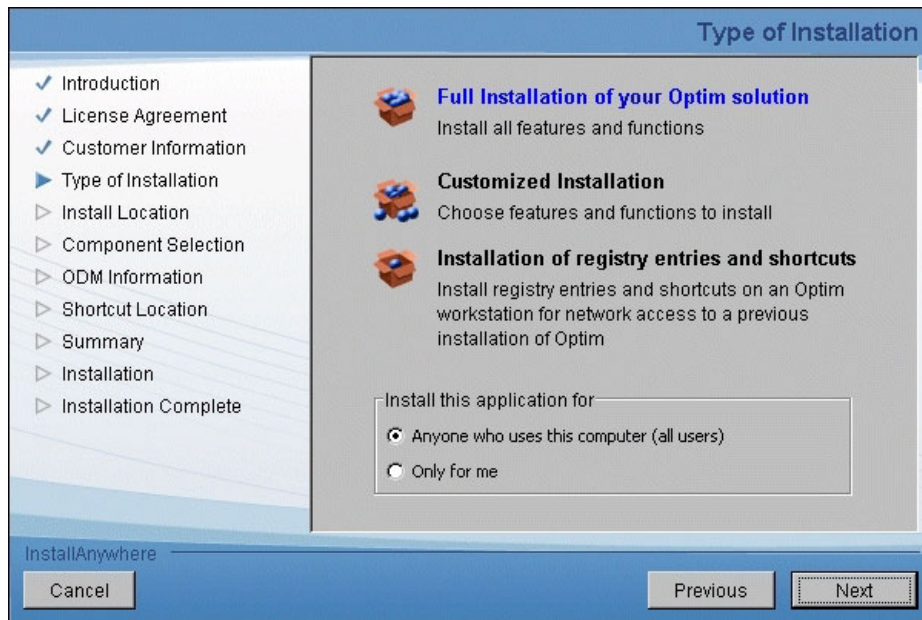 Type of Installation
Introduction
License Agreement
Customer Information
Type of Installation
Install Location
Component Selection
ODM Information
Shortcut Location
Summary
Installation
Installation Complete
Full Installation of your Optim solution
Install all features and functions
Customized Installation
Choose features and functions to install
Installation of registry entries and shortcuts
Install registry entries and shortcuts on an Optim
workstation for network access to a previous
installation of Optim
Install this application for
Anyone who uses this computer (all users)
Only for me
InstallAnywhere
Cancel
Previous
Next